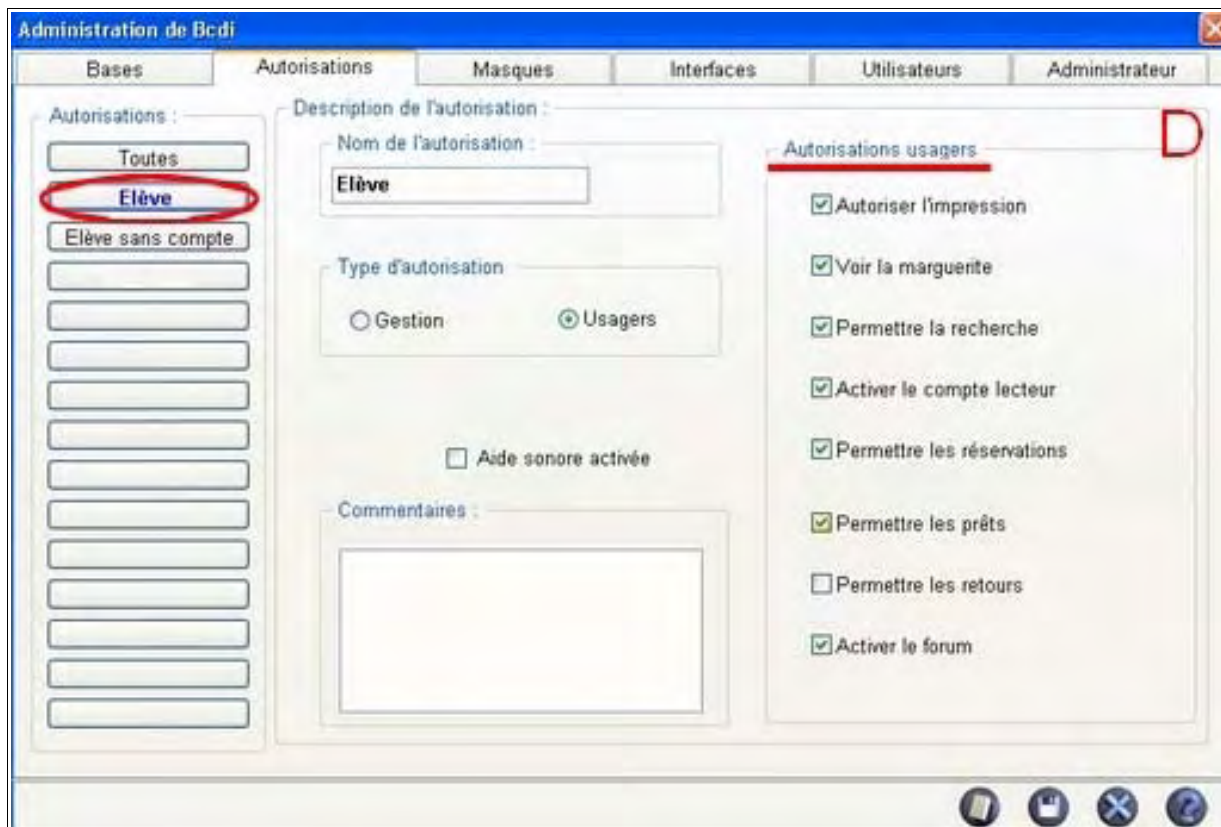 Administration de Bcdi
Bases Autorisations Masques Interfaces Utilisateurs Administrateur
Autorisations :
Toutes
Elève
Elève sans compte
Description de l'autorisation :
Nom de l'autorisation :
Elève
Type d'autorisation
Gestion Usagers
Aide sonore activée
Commentaires :
D
Autorisations usagers
Autoriser l'impression
Voir la marguerite
Permettre la recherche
Activer le compte lecteur
Permettre les réservations
Permettre les prêts
Permettre les retours
Activer le forum